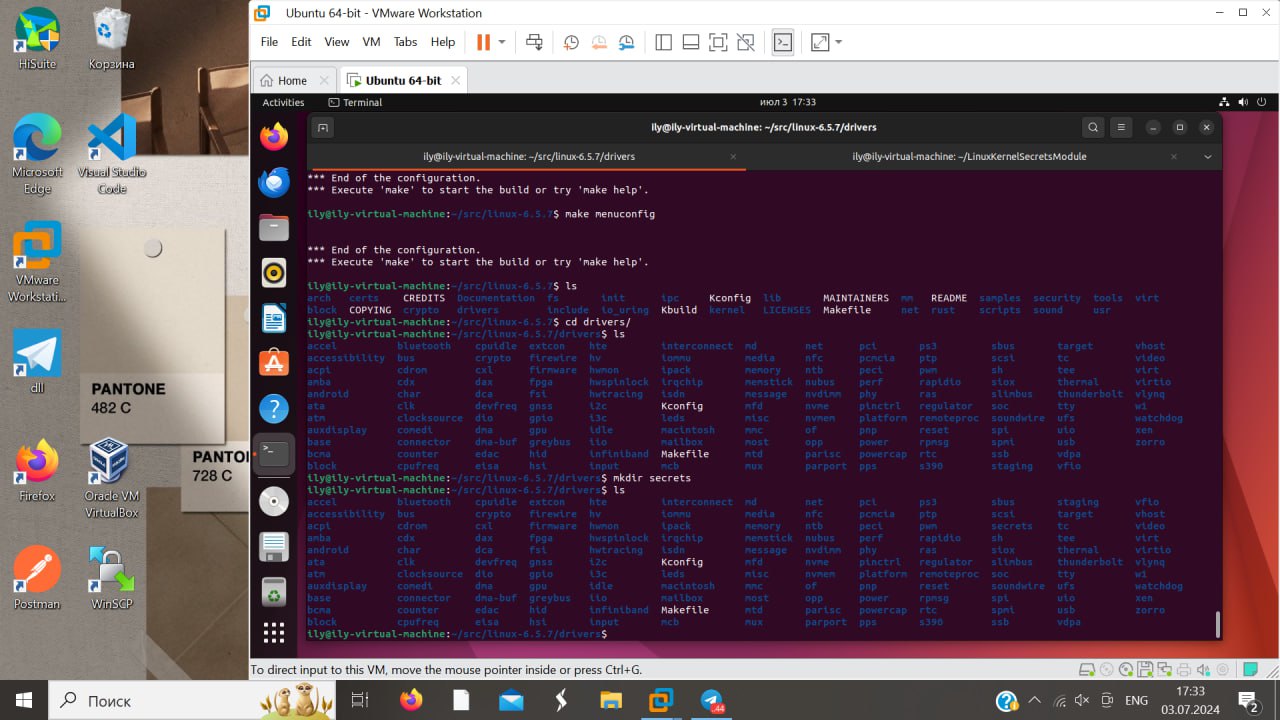 Ubuntu 64-bit - VMware Workstation
File Edit View VM Tabs Help
Home
Ubuntu 64-bit
Activities Terminal июл 3 17:33
ily@ily-virtual-machine: ~/src/linux-6.5.7/drivers
ily@ily-virtual-machine: ~/src/linux-6.5.7/drivers ily@ily-virtual-machine: ~/LinuxKernelSecretsModule
*** End of the configuration.
*** Execute 'make' to start the build or try 'make help'.
ily@ily-virtual-machine:~/src/linux-6.5.7$ make menuconfig
*** End of the configuration.
*** Execute 'make' to start the build or try 'make help'.
ily@ily-virtual-machine:~/src/linux-6.5.7$ ls
arch certs CREDITS Documentation fs init ipc Kconfig lib MAINTAINERS mm README samples security tools virt
block COPYING crypto drivers include io_uring Kbuild kernel LICENSES Makefile net rust scripts sound usr
ily@ily-virtual-machine:~/src/linux-6.5.7$ cd drivers/
ily@ily-virtual-machine:~/src/linux-6.5.7/drivers$ ls
accel bluetooth cpuidle extcon hte interconnect md net pci ps3 sbus target vhost
accessibility bus crypto firewire hv iommu media nfc pcmcia ptp scsi tc video
acpi cdrom cxl firmware hwmon ipack memory ntb peci pwm sh tee virt
amba cdx dax fpga hwspinlock irqchip memstick nubus perf rapidio siox thermal virtio
android char dca fsi hwtracing isdn message nvdimm phy ras slimbus thunderbolt vlynq
ata clk devfreq gnss i2c Kconfig mfd nvme pinctrl regulator soc tty w1
atm clocksource dio gpio i3c leds misc nvmem platform remoteproc soundwire ufs watchdog
auxdisplay comedi dma gpu idle macintosh mmc of pnp reset spi uio xen
base connector dma-buf greybus iio mailbox most opp power rpmsg spmi usb zorro
bcma counter edac hid infiniband Makefile mtd parisc powercap rtc ssb vdpa
block cpufreq eisa hsi input mcb mux parport pps s390 staging vfio
ily@ily-virtual-machine:~/src/linux-6.5.7/drivers$ mkdir secrets
ily@ily-virtual-machine:~/src/linux-6.5.7/drivers$ ls
accel bluetooth cpuidle extcon hte interconnect md net pci ps3 sbus staging vfio
accessibility bus crypto firewire hv iommu media nfc pcmcia ptp scsi target vhost
acpi cdrom cxl firmware hwmon ipack memory ntb peci pwm secrets tc video
amba cdx dax fpga hwspinlock irqchip memstick nubus perf rapidio sh tee virt
android char dca fsi hwtracing isdn message nvdimm phy ras siox thermal virtio
ata clk devfreq gnss i2c Kconfig mfd nvme pinctrl regulator slimbus thunderbolt vlynq
atm clocksource dio gpio i3c leds misc nvmem platform remoteproc soc tty w1
auxdisplay comedi dma gpu idle macintosh mmc of pnp reset soundwire ufs watchdog
base connector dma-buf greybus iio mailbox most opp power rpmsg spi uio xen
bcma counter edac hid infiniband Makefile mtd parisc powercap rtc spmi usb zorro
block cpufreq eisa hsi input mcb mux parport pps s390 ssb vdpa
ily@ily-virtual-machine:~/src/linux-6.5.7/drivers$
To direct input to this VM, move the mouse pointer inside or press Ctrl+G.
HiSuite
Корзина
Microsoft
Edge
Visual Studio
Code
VMware
Workstati...
dll
PANTONE
482 C
PANTO
728 C
Firefox
Oracle VM
VirtualBox
Postman
WinSCP
Поиск
44
ENG
17:33
03.07.2024
2